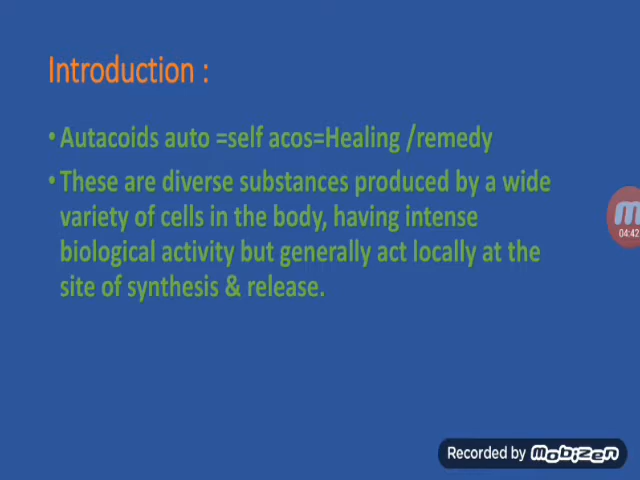 Introduction :
• Autacoids auto =self acos=Healing /remedy
• These are diverse substances produced by a wide
variety of cells in the body, having intense
biological activity but generally act locally at the
site of synthesis & release.
04:42
Recorded by Mobizen